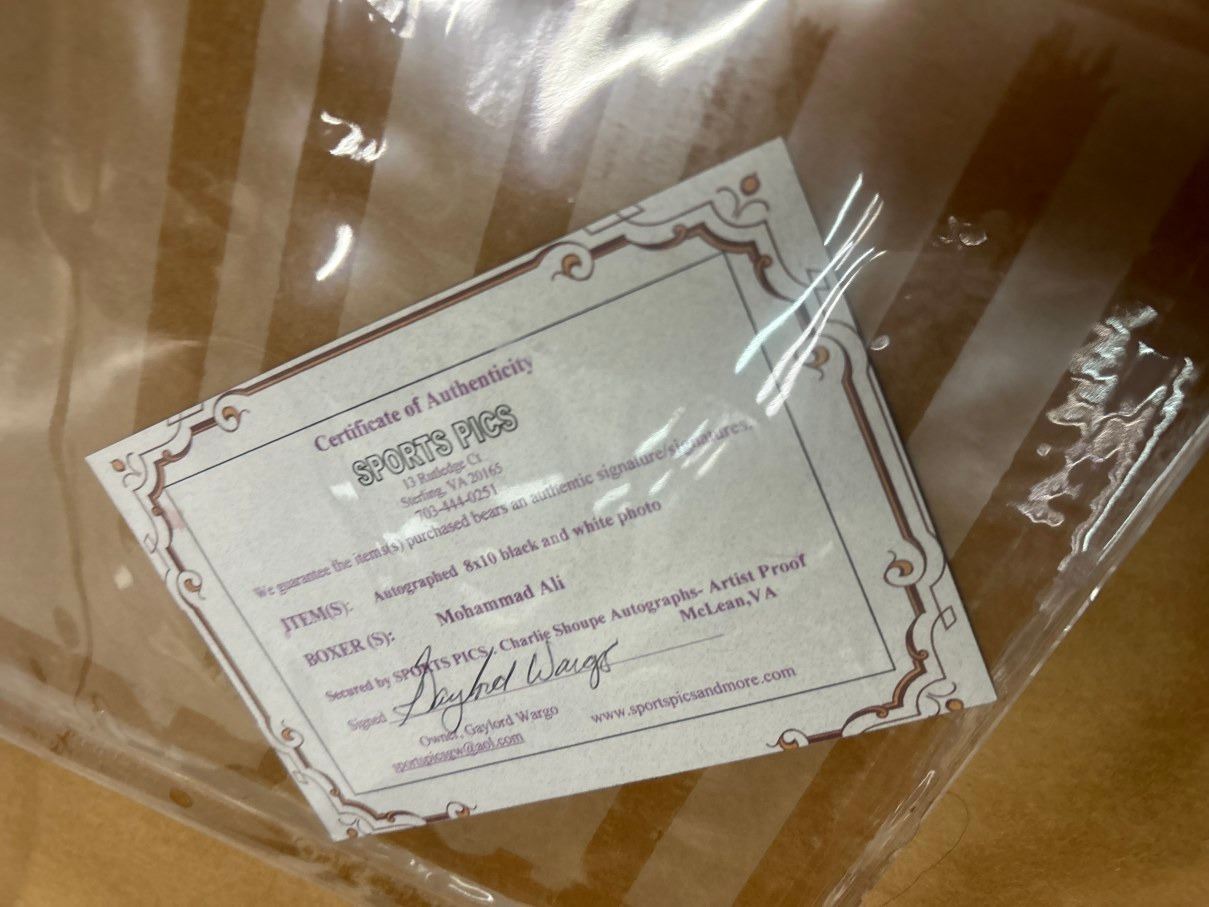 Certificate of Authenticity
SPORTS PICS
13 Rutledge Ct
Sterling, VA 20165
703-444-0251
We guarantee the items(s) purchased bears an authentic signature/signatures.
ITEM(S): Autographed 8x10 black and white photo
BOXER (S): Mohammad Ali
Secured by SPORTS PICS, Charlie Shoupe Autographs- Artist Proof
McLean,VA
Signed Gaylord Wargo
Owner, Gaylord Wargo www.sportspicsandmore.com
sportspicsgw@aol.com